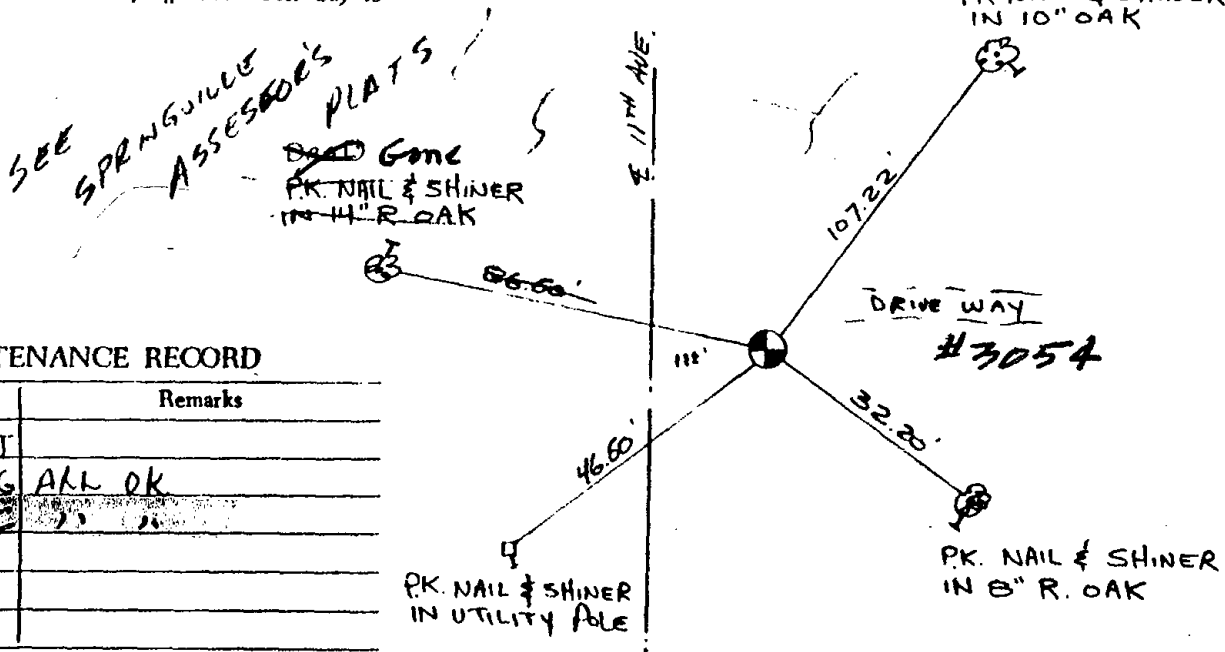 IN 10" OAK
SEE
SPRNGVILLE
ASSESSOR'S
PLATS
℄ 11TH AVE.
DEAD Gone
P.K. NAIL & SHINER
IN 14" R. OAK
107.22'
86.60'
DRIVE WAY
#3054
TENANCE RECORD
Remarks
ALL OK
" "
32.20'
46.60'
P.K. NAIL & SHINER
IN 8" R. OAK
P.K. NAIL & SHINER
IN UTILITY POLE